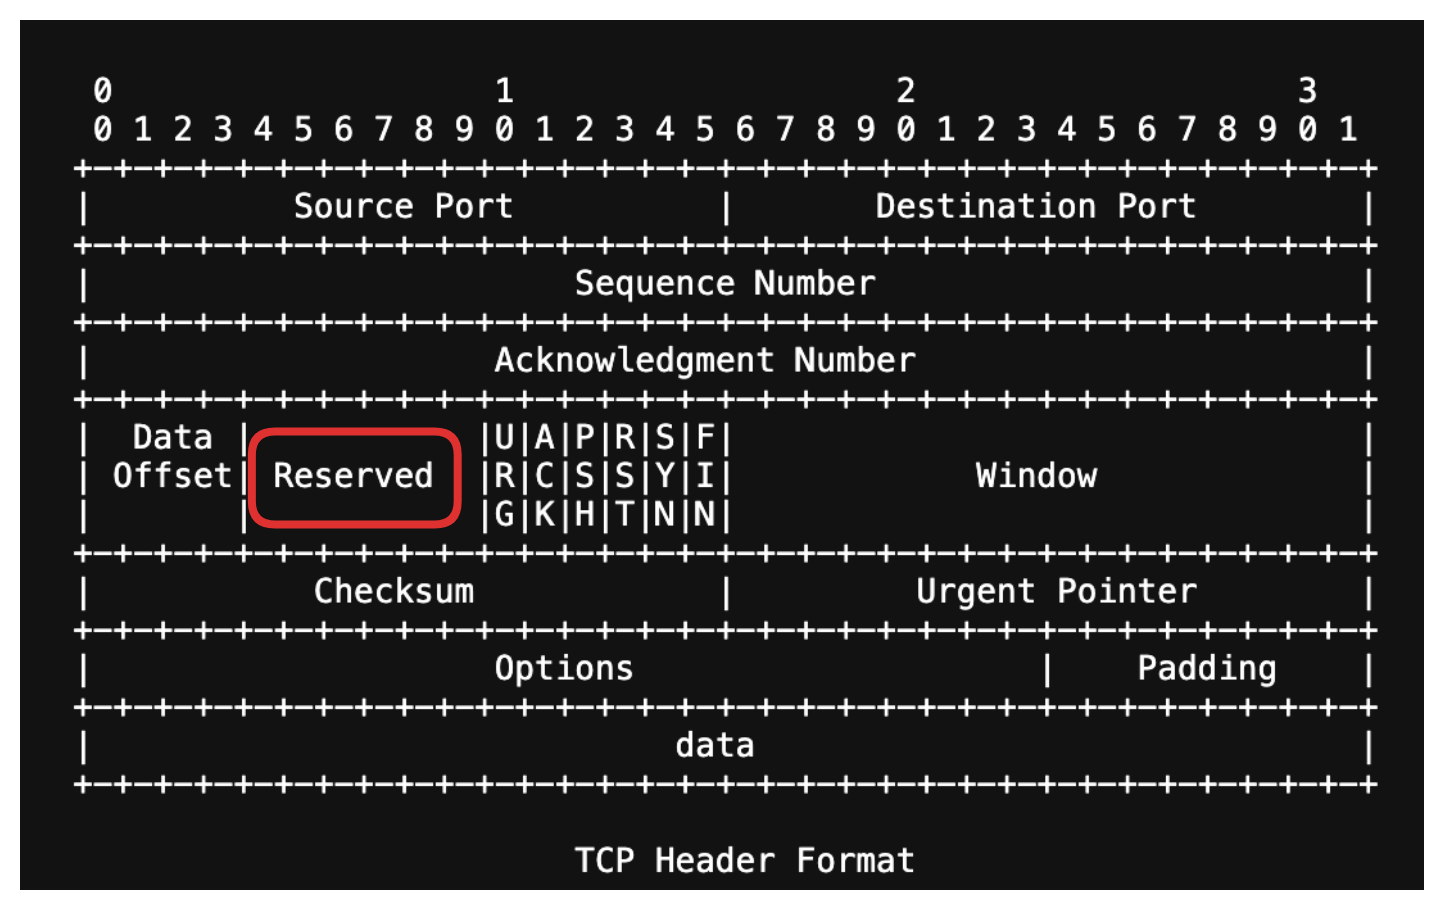 0                   1                   2                   3
0 1 2 3 4 5 6 7 8 9 0 1 2 3 4 5 6 7 8 9 0 1 2 3 4 5 6 7 8 9 0 1
+-+-+-+-+-+-+-+-+-+-+-+-+-+-+-+-+-+-+-+-+-+-+-+-+-+-+-+-+-+-+-+-+
|          Source Port          |       Destination Port        |
+-+-+-+-+-+-+-+-+-+-+-+-+-+-+-+-+-+-+-+-+-+-+-+-+-+-+-+-+-+-+-+-+
|                        Sequence Number                        |
+-+-+-+-+-+-+-+-+-+-+-+-+-+-+-+-+-+-+-+-+-+-+-+-+-+-+-+-+-+-+-+-+
|                    Acknowledgment Number                      |
+-+-+-+-+-+-+-+-+-+-+-+-+-+-+-+-+-+-+-+-+-+-+-+-+-+-+-+-+-+-+-+-+
|  Data |           |U|A|P|R|S|F|                               |
| Offset| Reserved  |R|C|S|S|Y|I|            Window             |
|       |           |G|K|H|T|N|N|                               |
+-+-+-+-+-+-+-+-+-+-+-+-+-+-+-+-+-+-+-+-+-+-+-+-+-+-+-+-+-+-+-+-+
|           Checksum            |         Urgent Pointer        |
+-+-+-+-+-+-+-+-+-+-+-+-+-+-+-+-+-+-+-+-+-+-+-+-+-+-+-+-+-+-+-+-+
|                    Options                    |    Padding    |
+-+-+-+-+-+-+-+-+-+-+-+-+-+-+-+-+-+-+-+-+-+-+-+-+-+-+-+-+-+-+-+-+
|                             data                              |
+-+-+-+-+-+-+-+-+-+-+-+-+-+-+-+-+-+-+-+-+-+-+-+-+-+-+-+-+-+-+-+-+
TCP Header Format